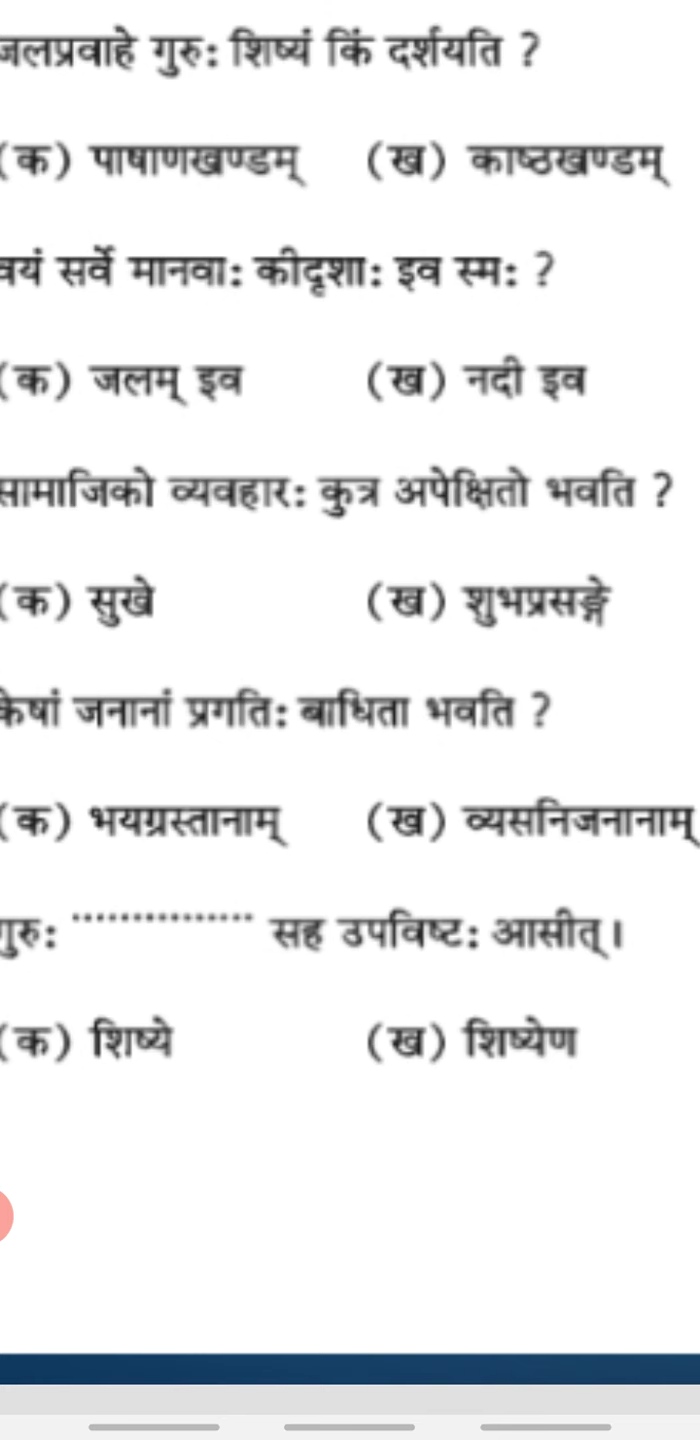 जलप्रवाहे गुरुः शिष्यं किं दर्शयति ?
(क) पाषाणखण्डम् (ख) काष्ठखण्डम्
वयं सर्वे मानवाः कीदृशाः इव स्मः ?
(क) जलम् इव (ख) नदी इव
सामाजिको व्यवहारः कुत्र अपेक्षितो भवति ?
(क) सुखे (ख) शुभप्रसङ्गे
केषां जनानां प्रगतिः बाधिता भवति ?
(क) भयग्रस्तानाम् (ख) व्यसनिजनानाम्
गुरुः ............... सह उपविष्टः आसीत्।
(क) शिष्ये (ख) शिष्येण